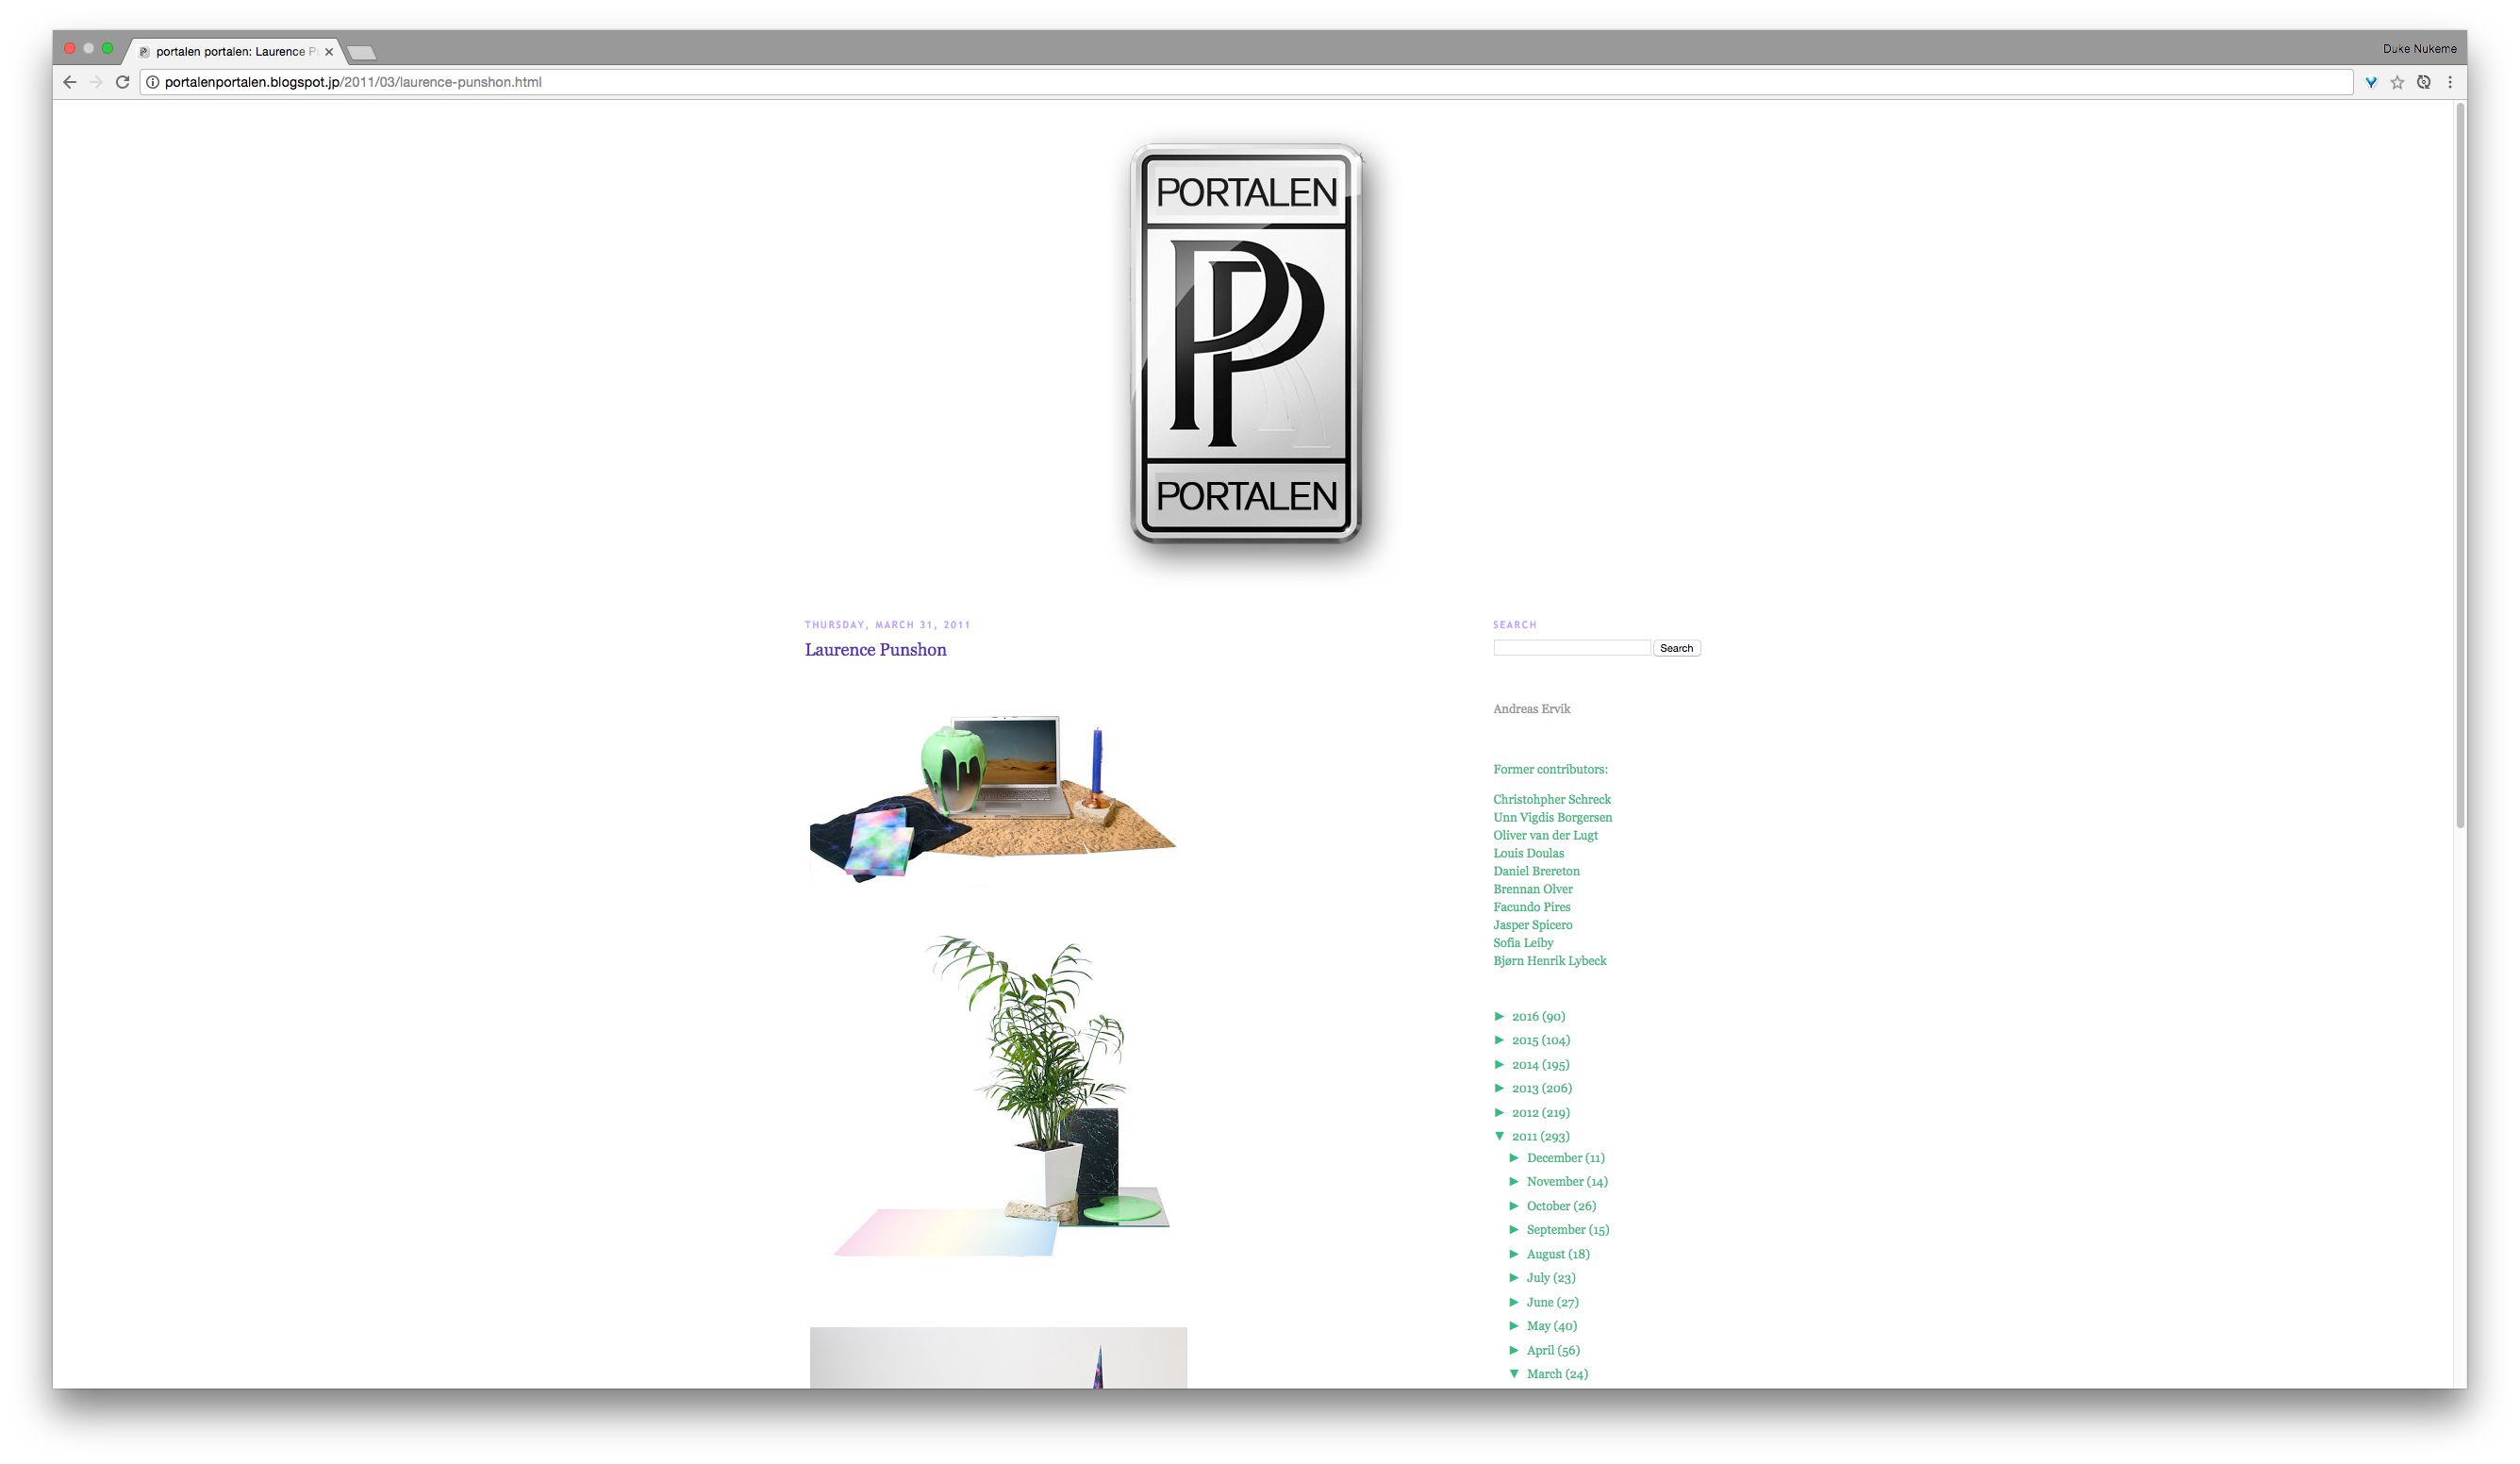 portalen portalen: Laurence P
Duke Nukeme
portalenportalen.blogspot.jp/2011/03/laurence-punshon.html
PORTALEN
PP
PORTALEN
THURSDAY, MARCH 31, 2011
Laurence Punshon
SEARCH
Search
Andreas Ervik
Former contributors:
Christohpher Schreck
Unn Vigdis Borgersen
Oliver van der Lugt
Louis Doulas
Daniel Brereton
Brennan Olver
Facundo Pires
Jasper Spicero
Sofia Leiby
Bjørn Henrik Lybeck
► 2016 (90)
► 2015 (104)
► 2014 (195)
► 2013 (206)
► 2012 (219)
▼ 2011 (293)
► December (11)
► November (14)
► October (26)
► September (15)
► August (18)
► July (23)
► June (27)
► May (40)
► April (56)
▼ March (24)